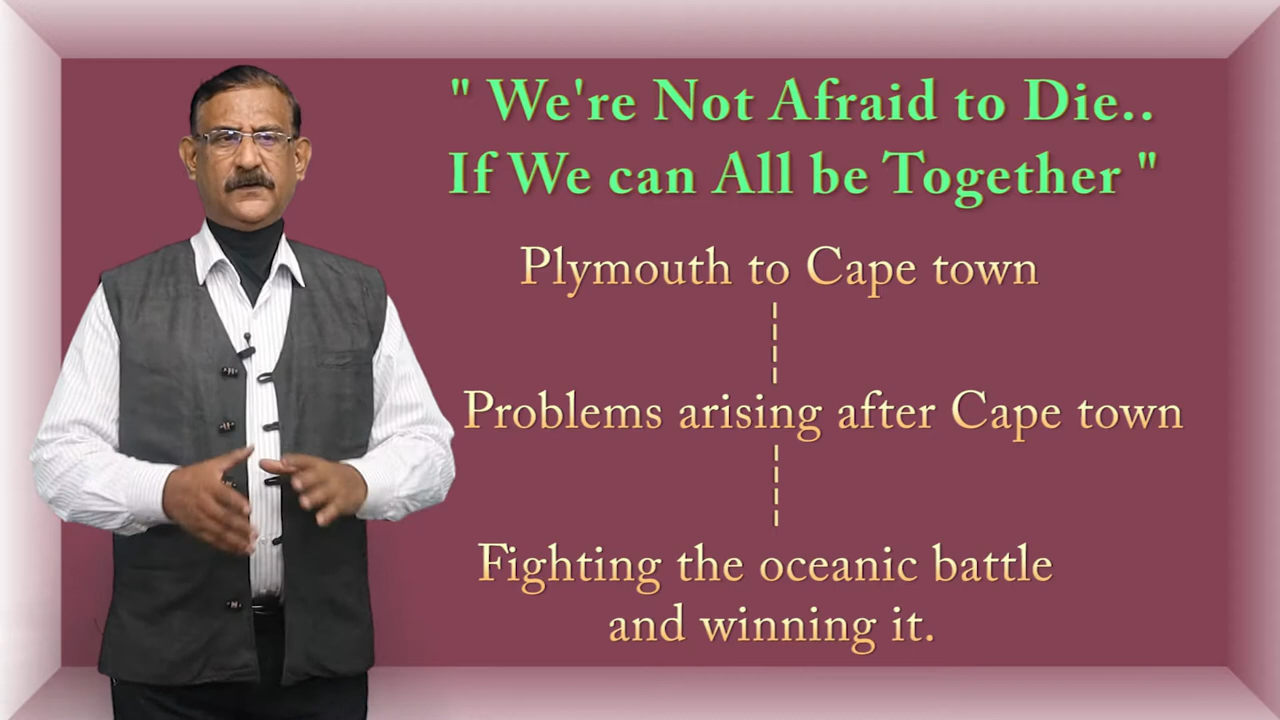 " We're Not Afraid to Die..
If We can All be Together "
Plymouth to Cape town
Problems arising after Cape town
Fighting the oceanic battle
and winning it.